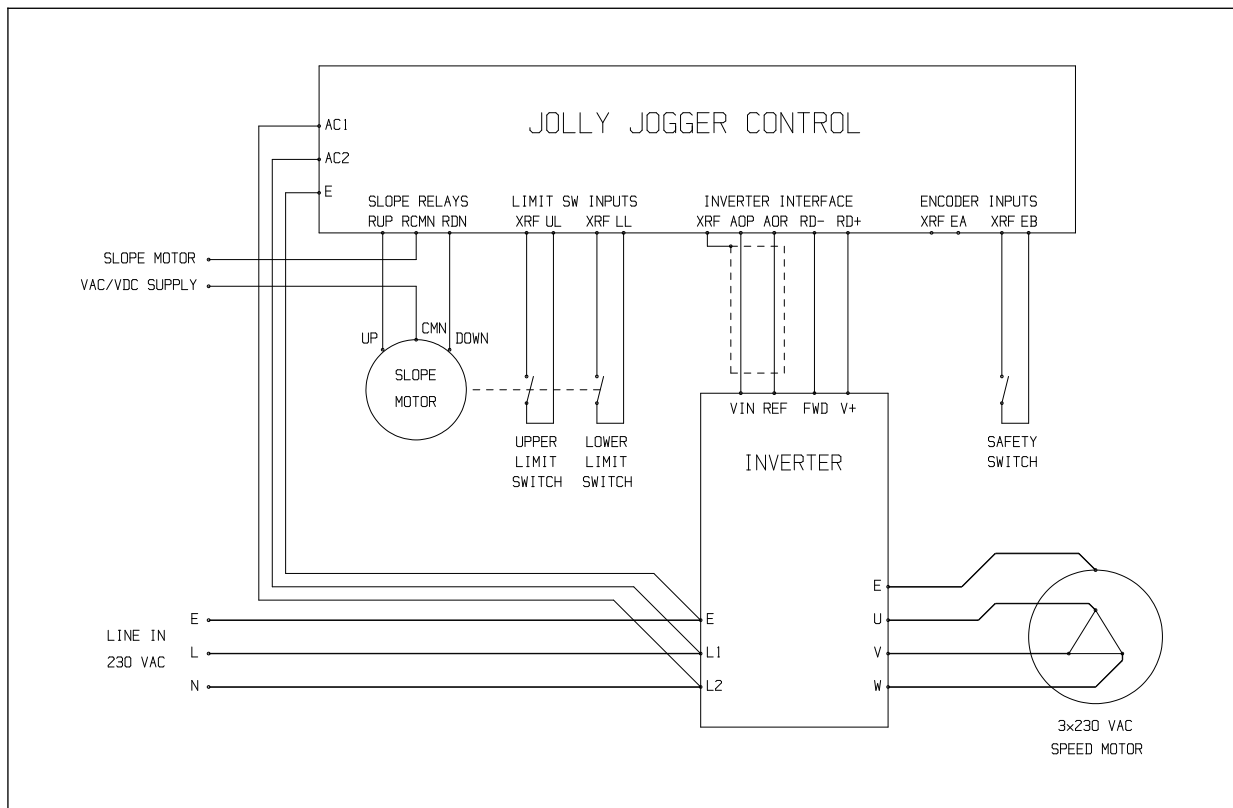 JOLLY JOGGER CONTROL
AC1
AC2
E
SLOPE RELAYS
RUP RCMN RDN
LIMIT SW INPUTS
XRF UL XRF LL
INVERTER INTERFACE
XRF AOP AOR RD- RD+
ENCODER INPUTS
XRF EA XRF EB
SLOPE MOTOR
VAC/VDC SUPPLY
UP
CMN
DOWN
SLOPE
MOTOR
UPPER
LIMIT
SWITCH
LOWER
LIMIT
SWITCH
VIN REF FWD V+
INVERTER
SAFETY
SWITCH
LINE IN
230 VAC
E
L
N
E
L1
L2
E
U
V
W
3x230 VAC
SPEED MOTOR